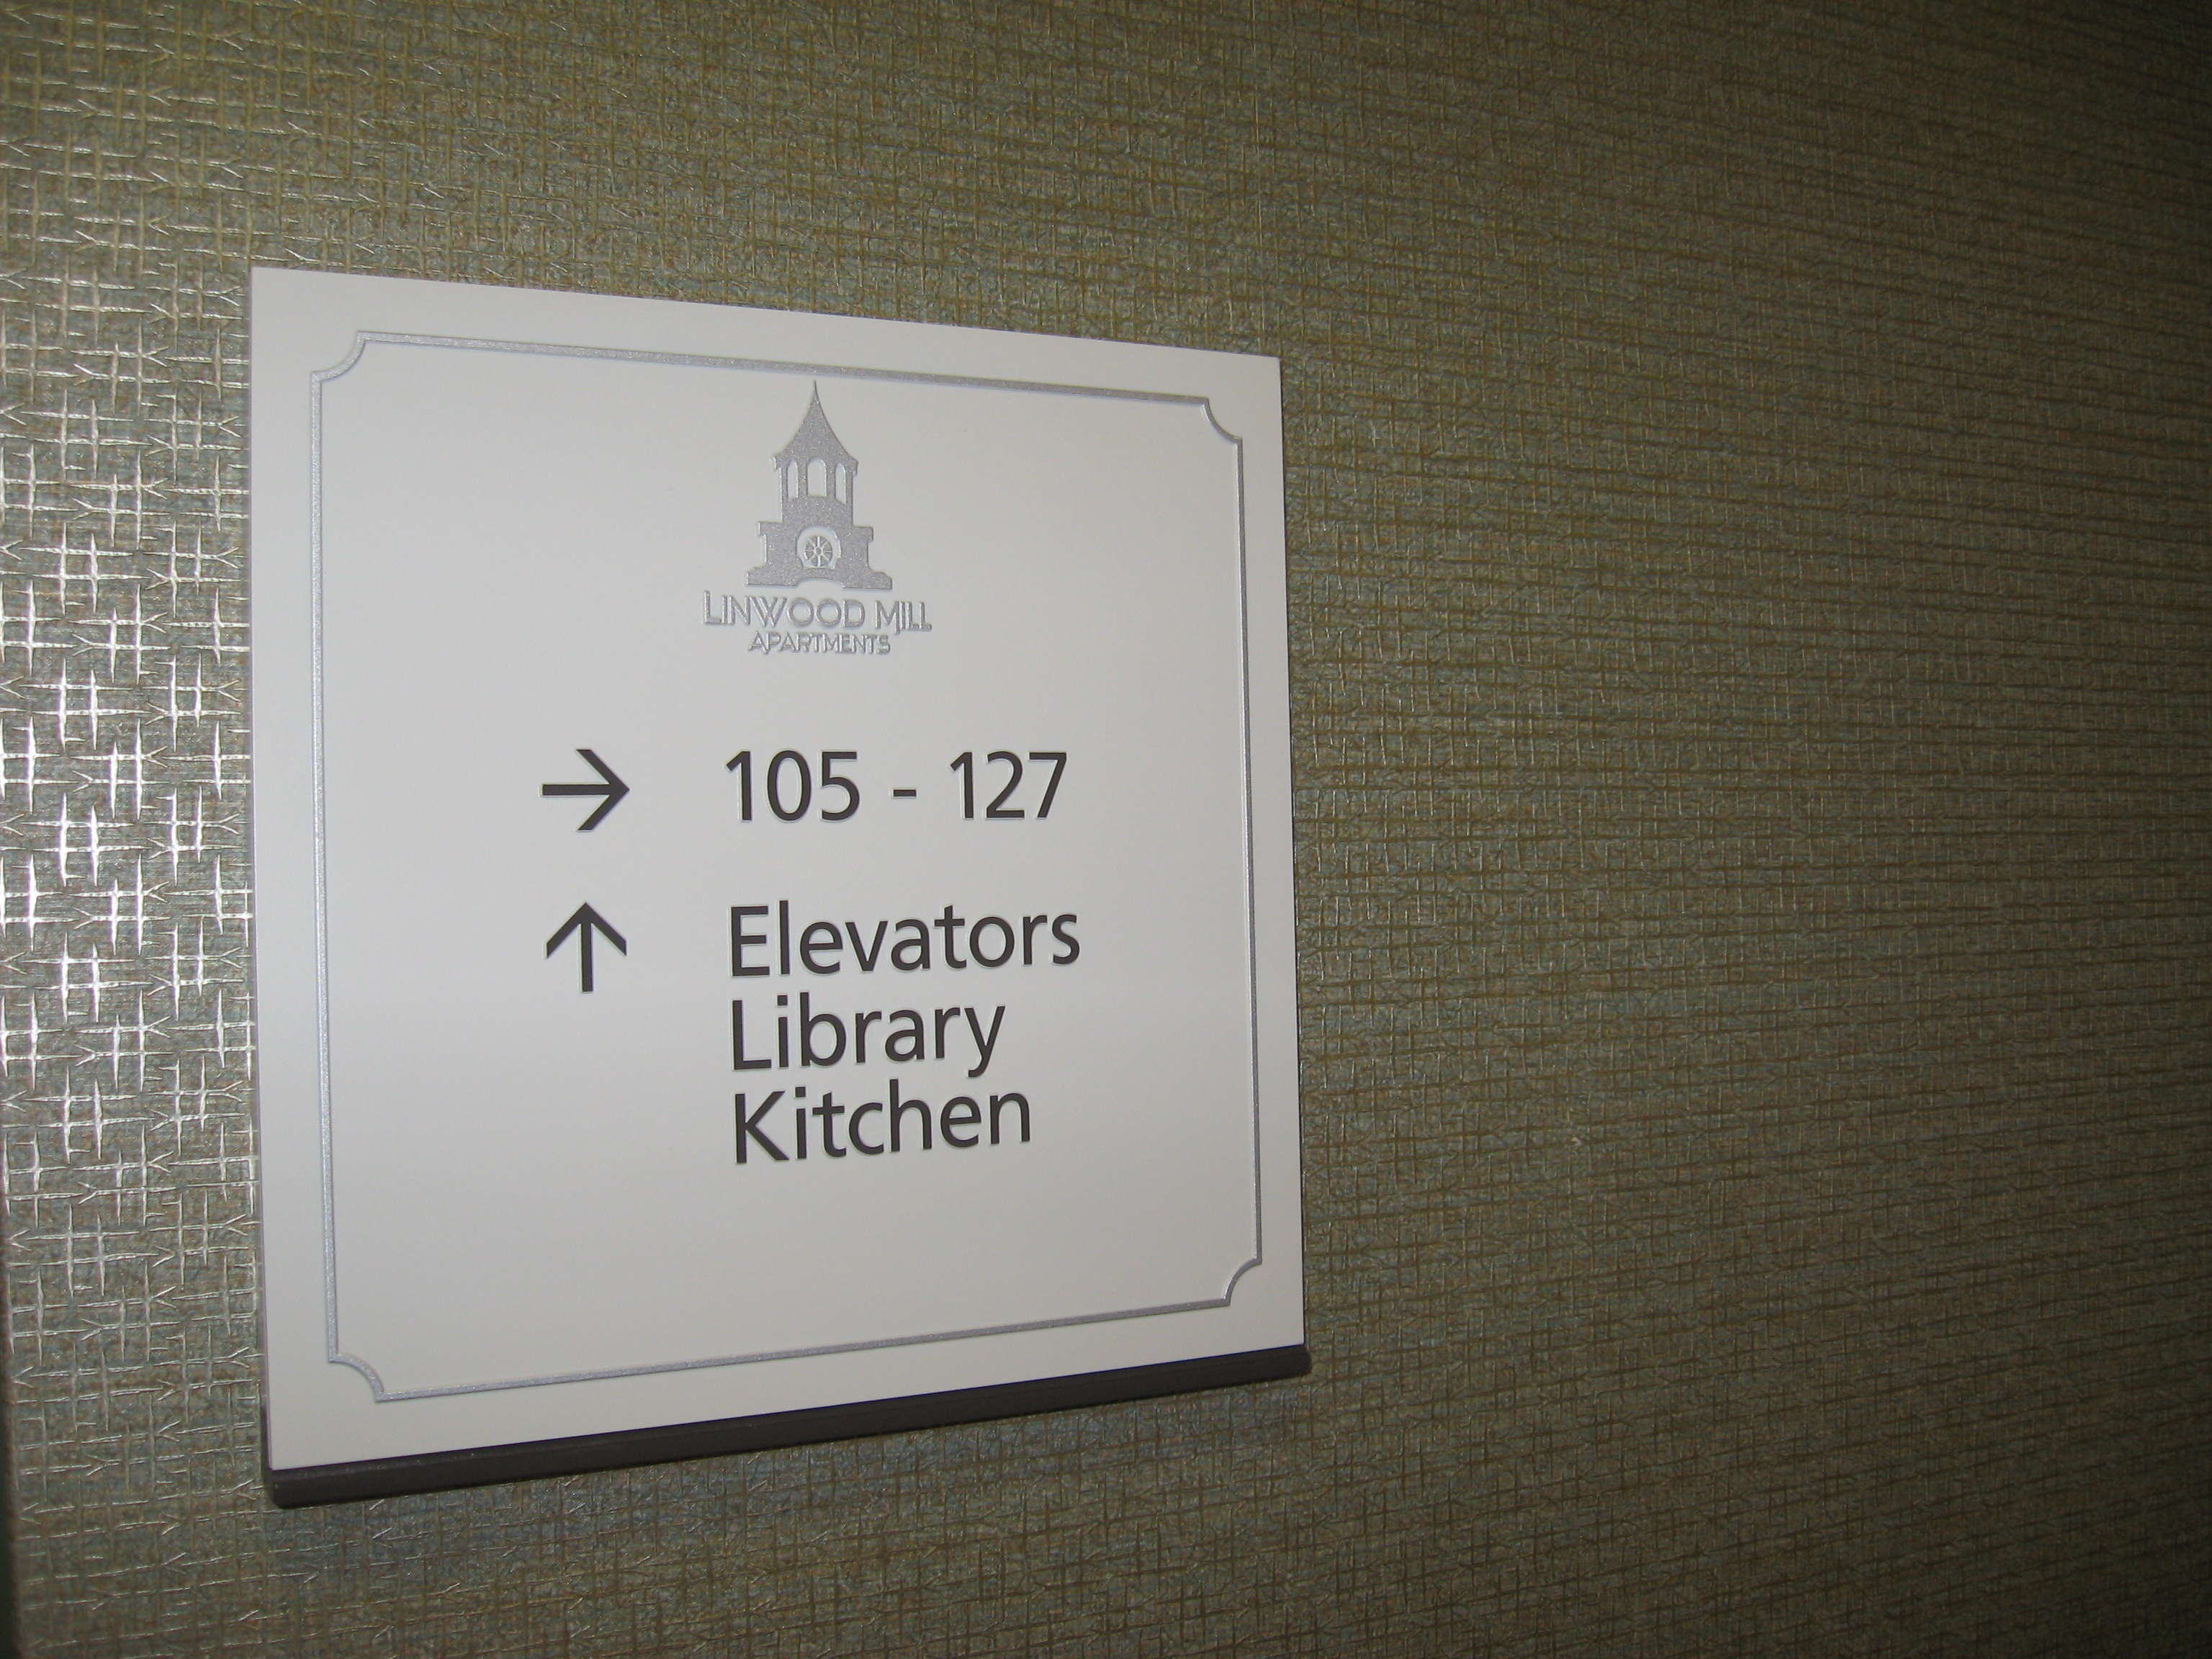 LINWOOD MILL
APARTMENTS
→ 105 - 127
↑ Elevators
Library
Kitchen